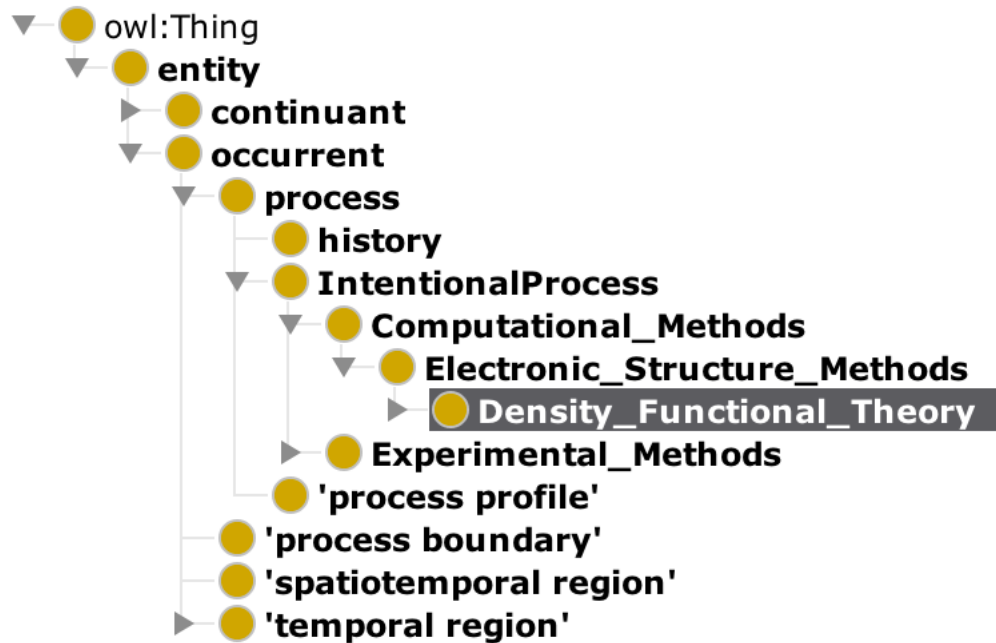 owl:Thing
entity
continuant
occurrent
process
history
IntentionalProcess
Computational_Methods
Electronic_Structure_Methods
Density_Functional_Theory
Experimental_Methods
'process profile'
'process boundary'
'spatiotemporal region'
'temporal region'